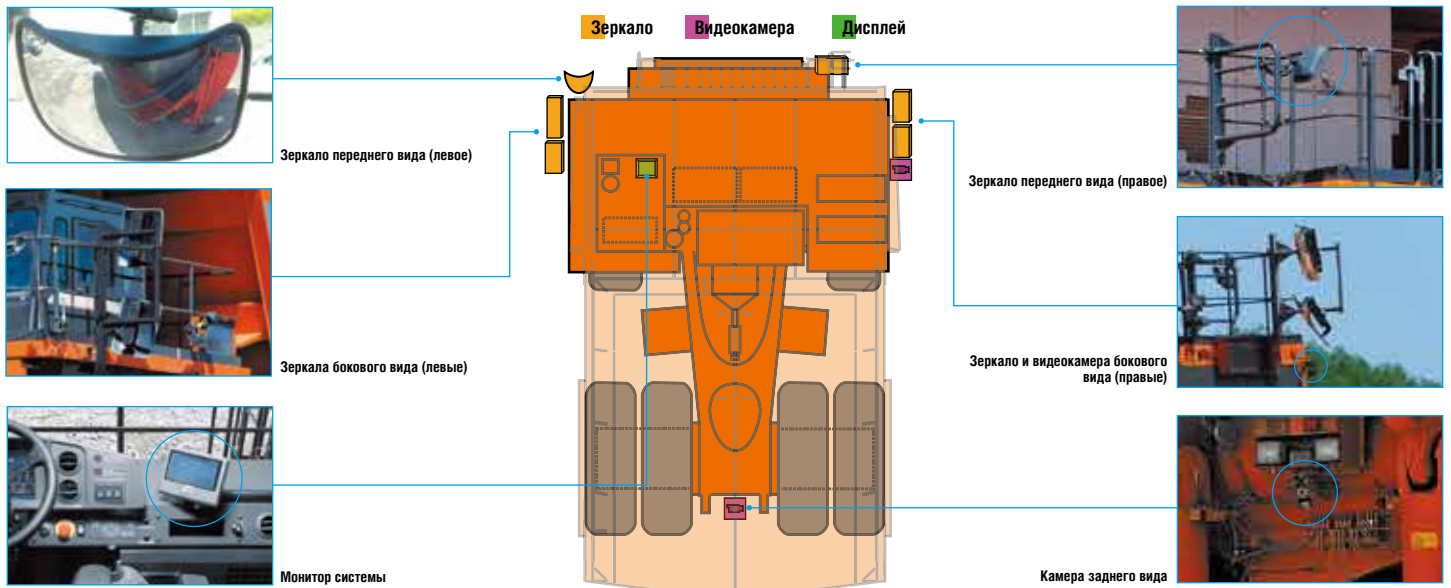 Зеркало Видеокамера Дисплей
Зеркало переднего вида (левое)
Зеркало переднего вида (правое)
Зеркала бокового вида (левые)
Зеркало и видеокамера бокового
вида (правые)
Монитор системы
Камера заднего вида